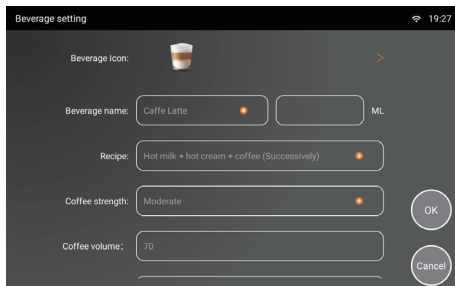 Beverage setting 19:27
Beverage Icon: >
Beverage name: Caffe Latte ML
Recipe: Hot milk + hot cream + coffee (Successively)
Coffee strength: Moderate
OK
Coffee volume: 70
Cancel